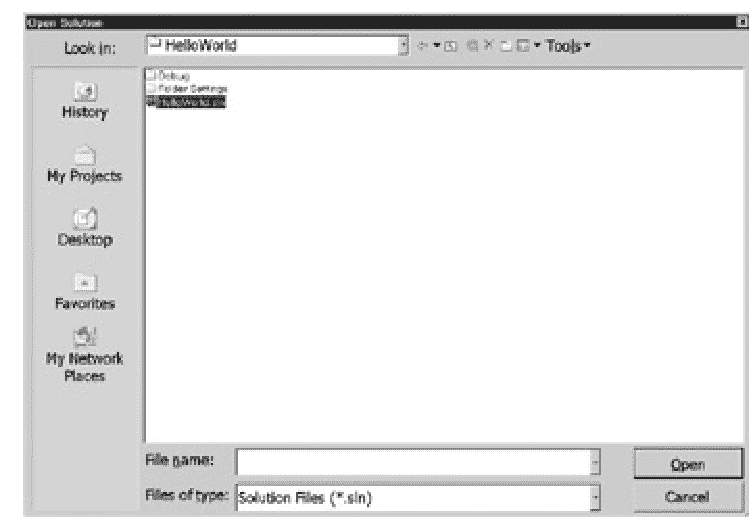 Open Solution
Look in: HelloWorld Tools
Debug
Folder Settings
HelloWorld.sln
History
My Projects
Desktop
Favorites
My Network
Places
File name: Open
Files of type: Solution Files (*.sln) Cancel